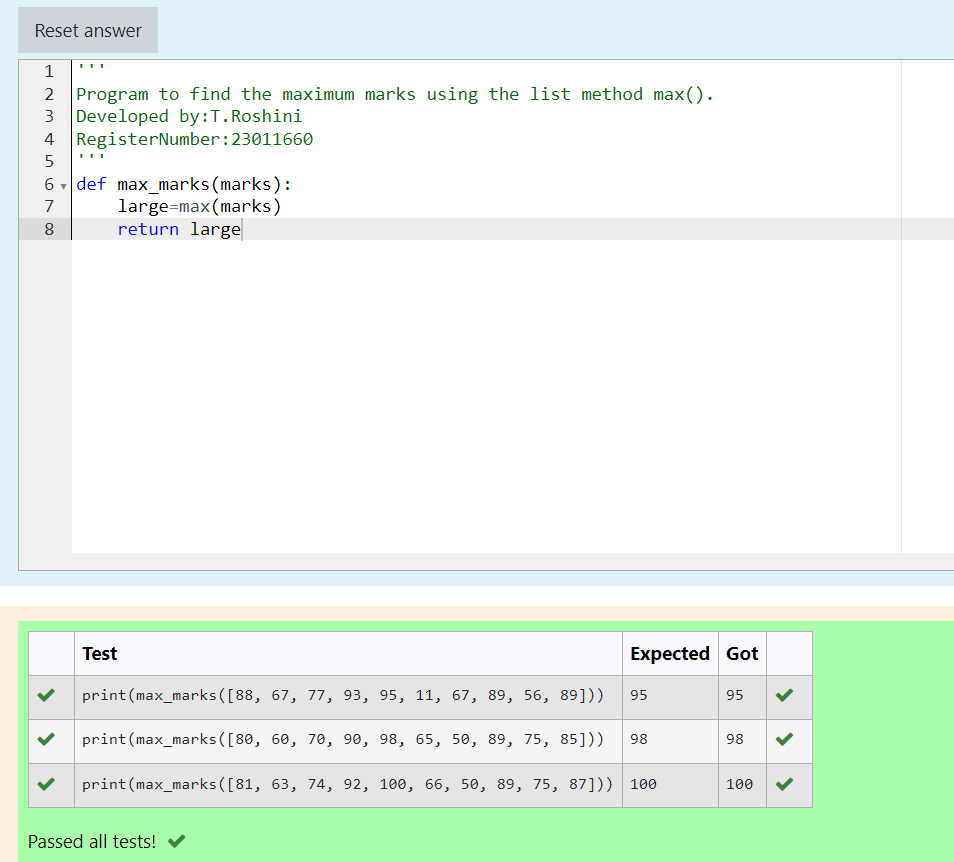 Reset answer
1 '''
2 Program to find the maximum marks using the list method max().
3 Developed by:T.Roshini
4 RegisterNumber:23011660
5 '''
6 def max_marks(marks):
7     large=max(marks)
8     return large
Test Expected Got
print(max_marks([88, 67, 77, 93, 95, 11, 67, 89, 56, 89])) 95 95
print(max_marks([80, 60, 70, 90, 98, 65, 50, 89, 75, 85])) 98 98
print(max_marks([81, 63, 74, 92, 100, 66, 50, 89, 75, 87])) 100 100
Passed all tests!